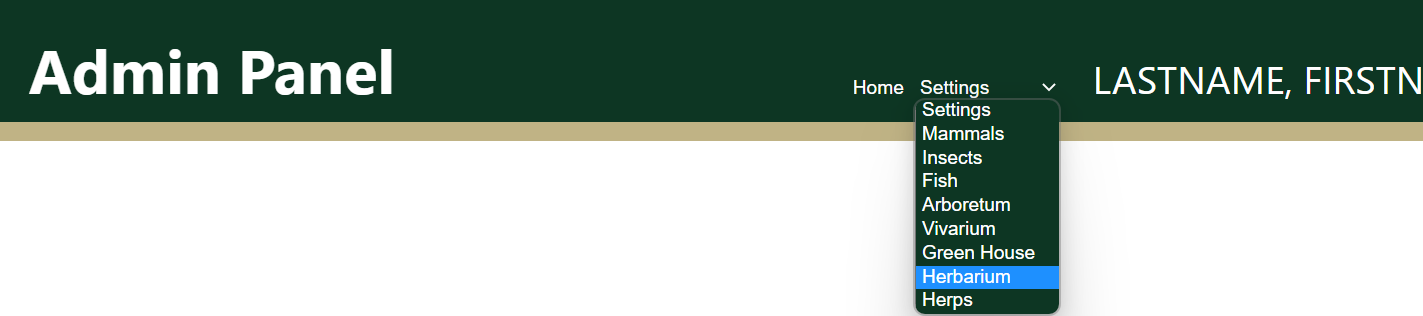 Admin Panel
Home Settings LASTNAME, FIRSTN
Settings
Mammals
Insects
Fish
Arboretum
Vivarium
Green House
Herbarium
Herps